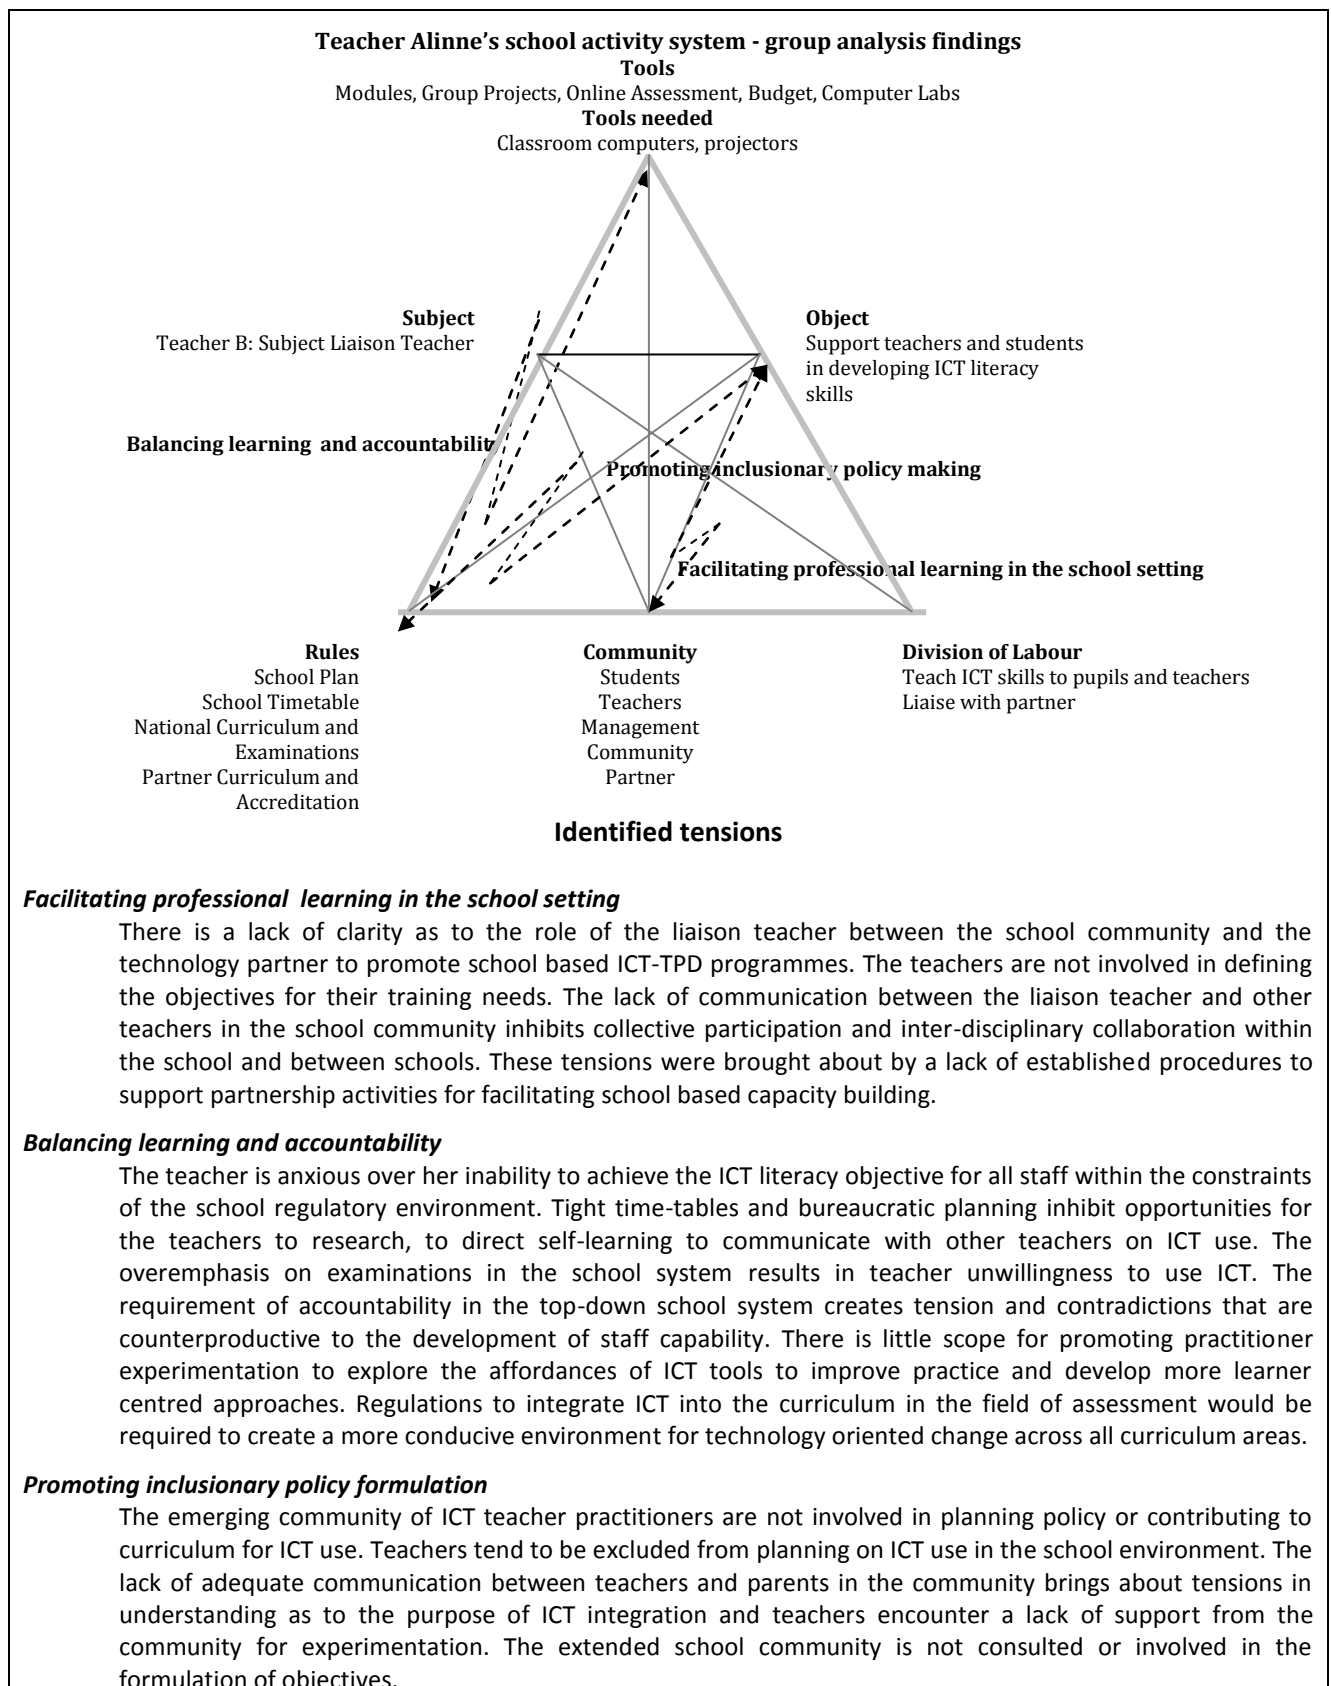 Teacher Alinne’s school activity system - group analysis findings
Tools
Modules, Group Projects, Online Assessment, Budget, Computer Labs
Tools needed
Classroom computers, projectors
Subject
Teacher B: Subject Liaison Teacher
Object
Support teachers and students
in developing ICT literacy
skills
Balancing learning and accountability
Promoting inclusionary policy making
Facilitating professional learning in the school setting
Rules
School Plan
School Timetable
National Curriculum and
Examinations
Partner Curriculum and
Accreditation
Community
Students
Teachers
Management
Community
Partner
Division of Labour
Teach ICT skills to pupils and teachers
Liaise with partner
Identified tensions
Facilitating professional learning in the school setting
There is a lack of clarity as to the role of the liaison teacher between the school community and the
technology partner to promote school based ICT-TPD programmes. The teachers are not involved in defining
the objectives for their training needs. The lack of communication between the liaison teacher and other
teachers in the school community inhibits collective participation and inter-disciplinary collaboration within
the school and between schools. These tensions were brought about by a lack of established procedures to
support partnership activities for facilitating school based capacity building.
Balancing learning and accountability
The teacher is anxious over her inability to achieve the ICT literacy objective for all staff within the constraints
of the school regulatory environment. Tight time-tables and bureaucratic planning inhibit opportunities for
the teachers to research, to direct self-learning to communicate with other teachers on ICT use. The
overemphasis on examinations in the school system results in teacher unwillingness to use ICT. The
requirement of accountability in the top-down school system creates tension and contradictions that are
counterproductive to the development of staff capability. There is little scope for promoting practitioner
experimentation to explore the affordances of ICT tools to improve practice and develop more learner
centred approaches. Regulations to integrate ICT into the curriculum in the field of assessment would be
required to create a more conducive environment for technology oriented change across all curriculum areas.
Promoting inclusionary policy formulation
The emerging community of ICT teacher practitioners are not involved in planning policy or contributing to
curriculum for ICT use. Teachers tend to be excluded from planning on ICT use in the school environment. The
lack of adequate communication between teachers and parents in the community brings about tensions in
understanding as to the purpose of ICT integration and teachers encounter a lack of support from the
community for experimentation. The extended school community is not consulted or involved in the
formulation of objectives.